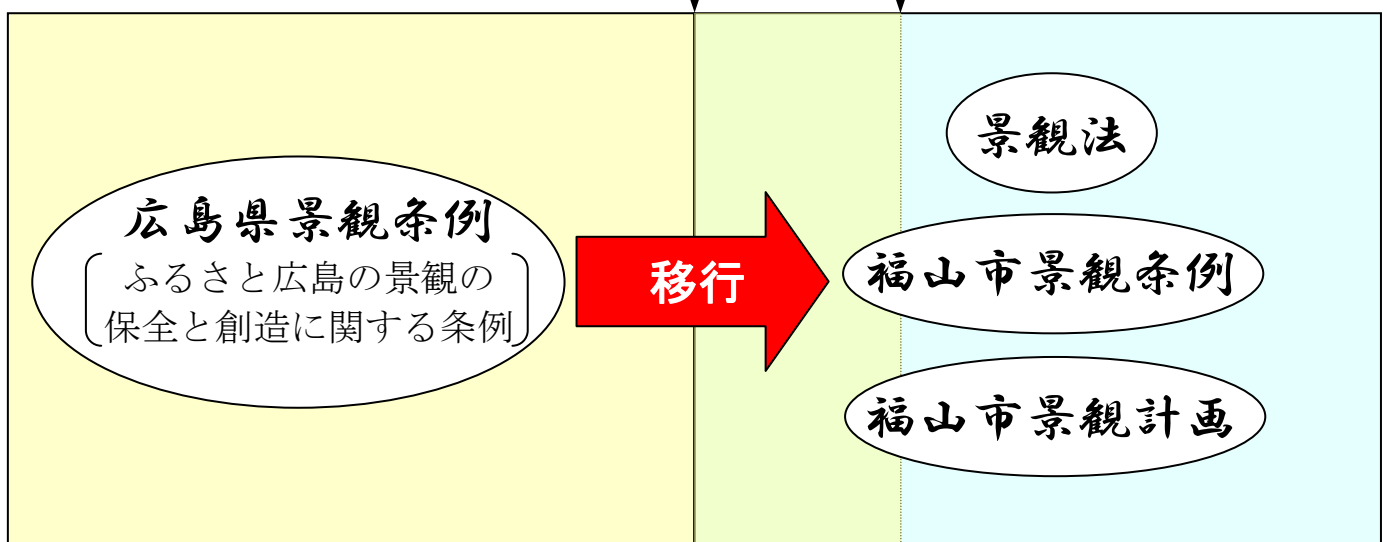 広島県景観条例
ふるさと広島の景観の
保全と創造に関する条例
移行
景観法
福山市景観条例
福山市景観計画